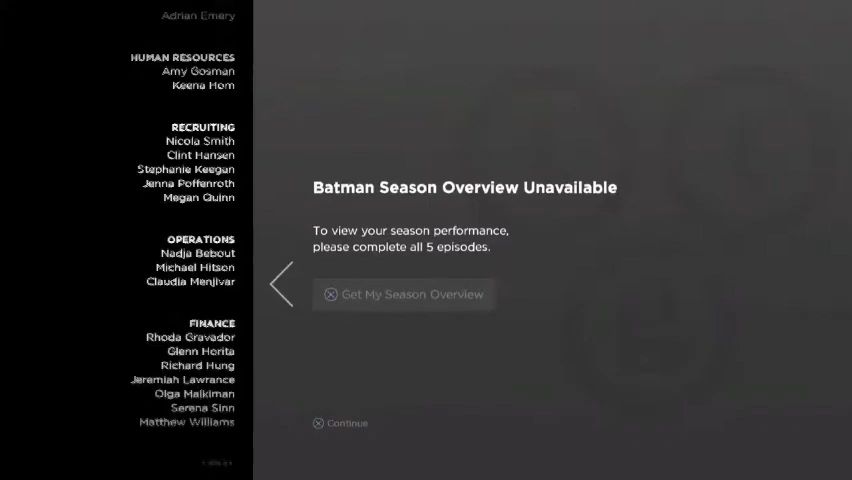 Adrian Emery
HUMAN RESOURCES
Amy Gosman
Keena Hom
RECRUITING
Nicola Smith
Clint Hansen
Stephanie Keegan
Jenna Poffenroth
Megan Quinn
OPERATIONS
Nadja Bebout
Michael Hitson
Claudia Menjivar
FINANCE
Rhoda Gravador
Glenn Horita
Richard Hung
Jeremiah Lawrance
Olga Malkiman
Serena Sinn
Matthew Williams
Batman Season Overview Unavailable
To view your season performance,
please complete all 5 episodes.
Get My Season Overview
Continue